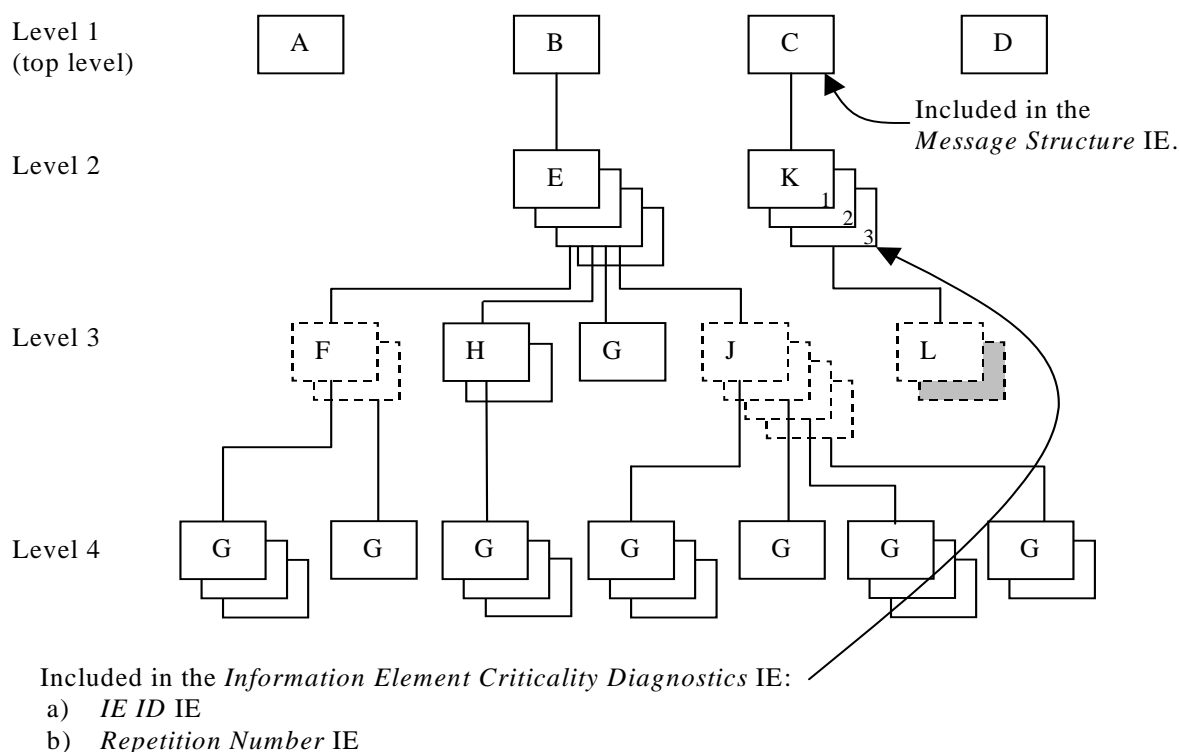 Level 1
(top level)
A
B
C
D
Included in the
Message Structure IE.
Level 2
E
K
1
2
3
Level 3
F
H
G
J
L
Level 4
G
G
G
G
G
G
G
Included in the Information Element Criticality Diagnostics IE:
a) IE ID IE
b) Repetition Number IE